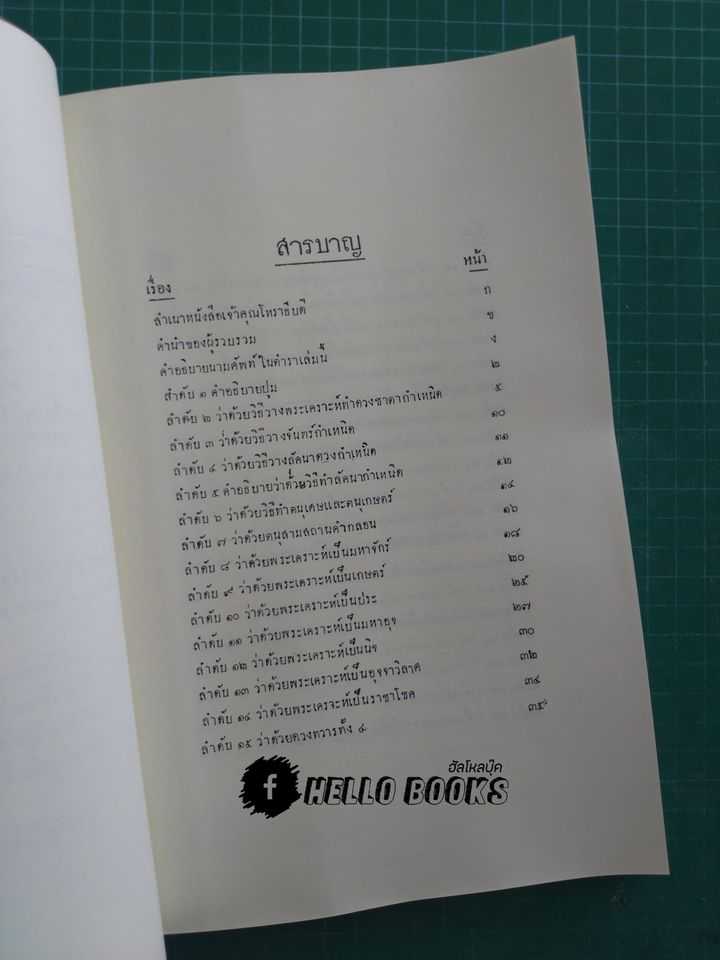 สารบาญ
เรื่อง หน้า
สำเนาหนังสือเจ้าคุณโหราธิบดี ก
คำนำของผู้รวบรวม ข
คำอธิบายนามศัพท์ในตำราเล่มนี้ ง
ลำดับ ๑ คำอธิบายปุม ๒
ลำดับ ๒ ว่าด้วยวิธีวางพระเคราะห์ทำดวงชาตากำเหนิด ๕
ลำดับ ๓ ว่าด้วยวิธีวางจันทร์กำเหนิด ๑๐
ลำดับ ๔ ว่าด้วยวิธีวางลัคนาดวงกำเหนิด ๑๑
ลำดับ ๕ คำอธิบายว่าด้วยวิธีทำลัคนากำเหนิด ๑๒
ลำดับ ๖ ว่าด้วยวิธีทำตนุเศษและตนุเกษตร์ ๑๔
ลำดับ ๗ ว่าด้วยตนุสามสถานคำกลอน ๑๖
ลำดับ ๘ ว่าด้วยพระเคราะห์เป็นมหาจักร์ ๑๘
ลำดับ ๙ ว่าด้วยพระเคราะห์เป็นเกษตร์ ๒๐
ลำดับ ๑๐ ว่าด้วยพระเคราะห์เป็นประ ๒๕
ลำดับ ๑๑ ว่าด้วยพระเคราะห์เป็นมหาอุจ ๒๗
ลำดับ ๑๒ ว่าด้วยพระเคราะห์เป็นนิจ ๓๐
ลำดับ ๑๓ ว่าด้วยพระเคราะห์เป็นอุจจาวิลาศ ๓๒
ลำดับ ๑๔ ว่าด้วยพระเครจะห์เป็นราชาโชค ๓๔
ลำดับ ๑๕ ว่าด้วยดวงทวารทั้ง ๔ ๓๕
ฮัลโหลบุ๊ค
f HELLO BOOKS